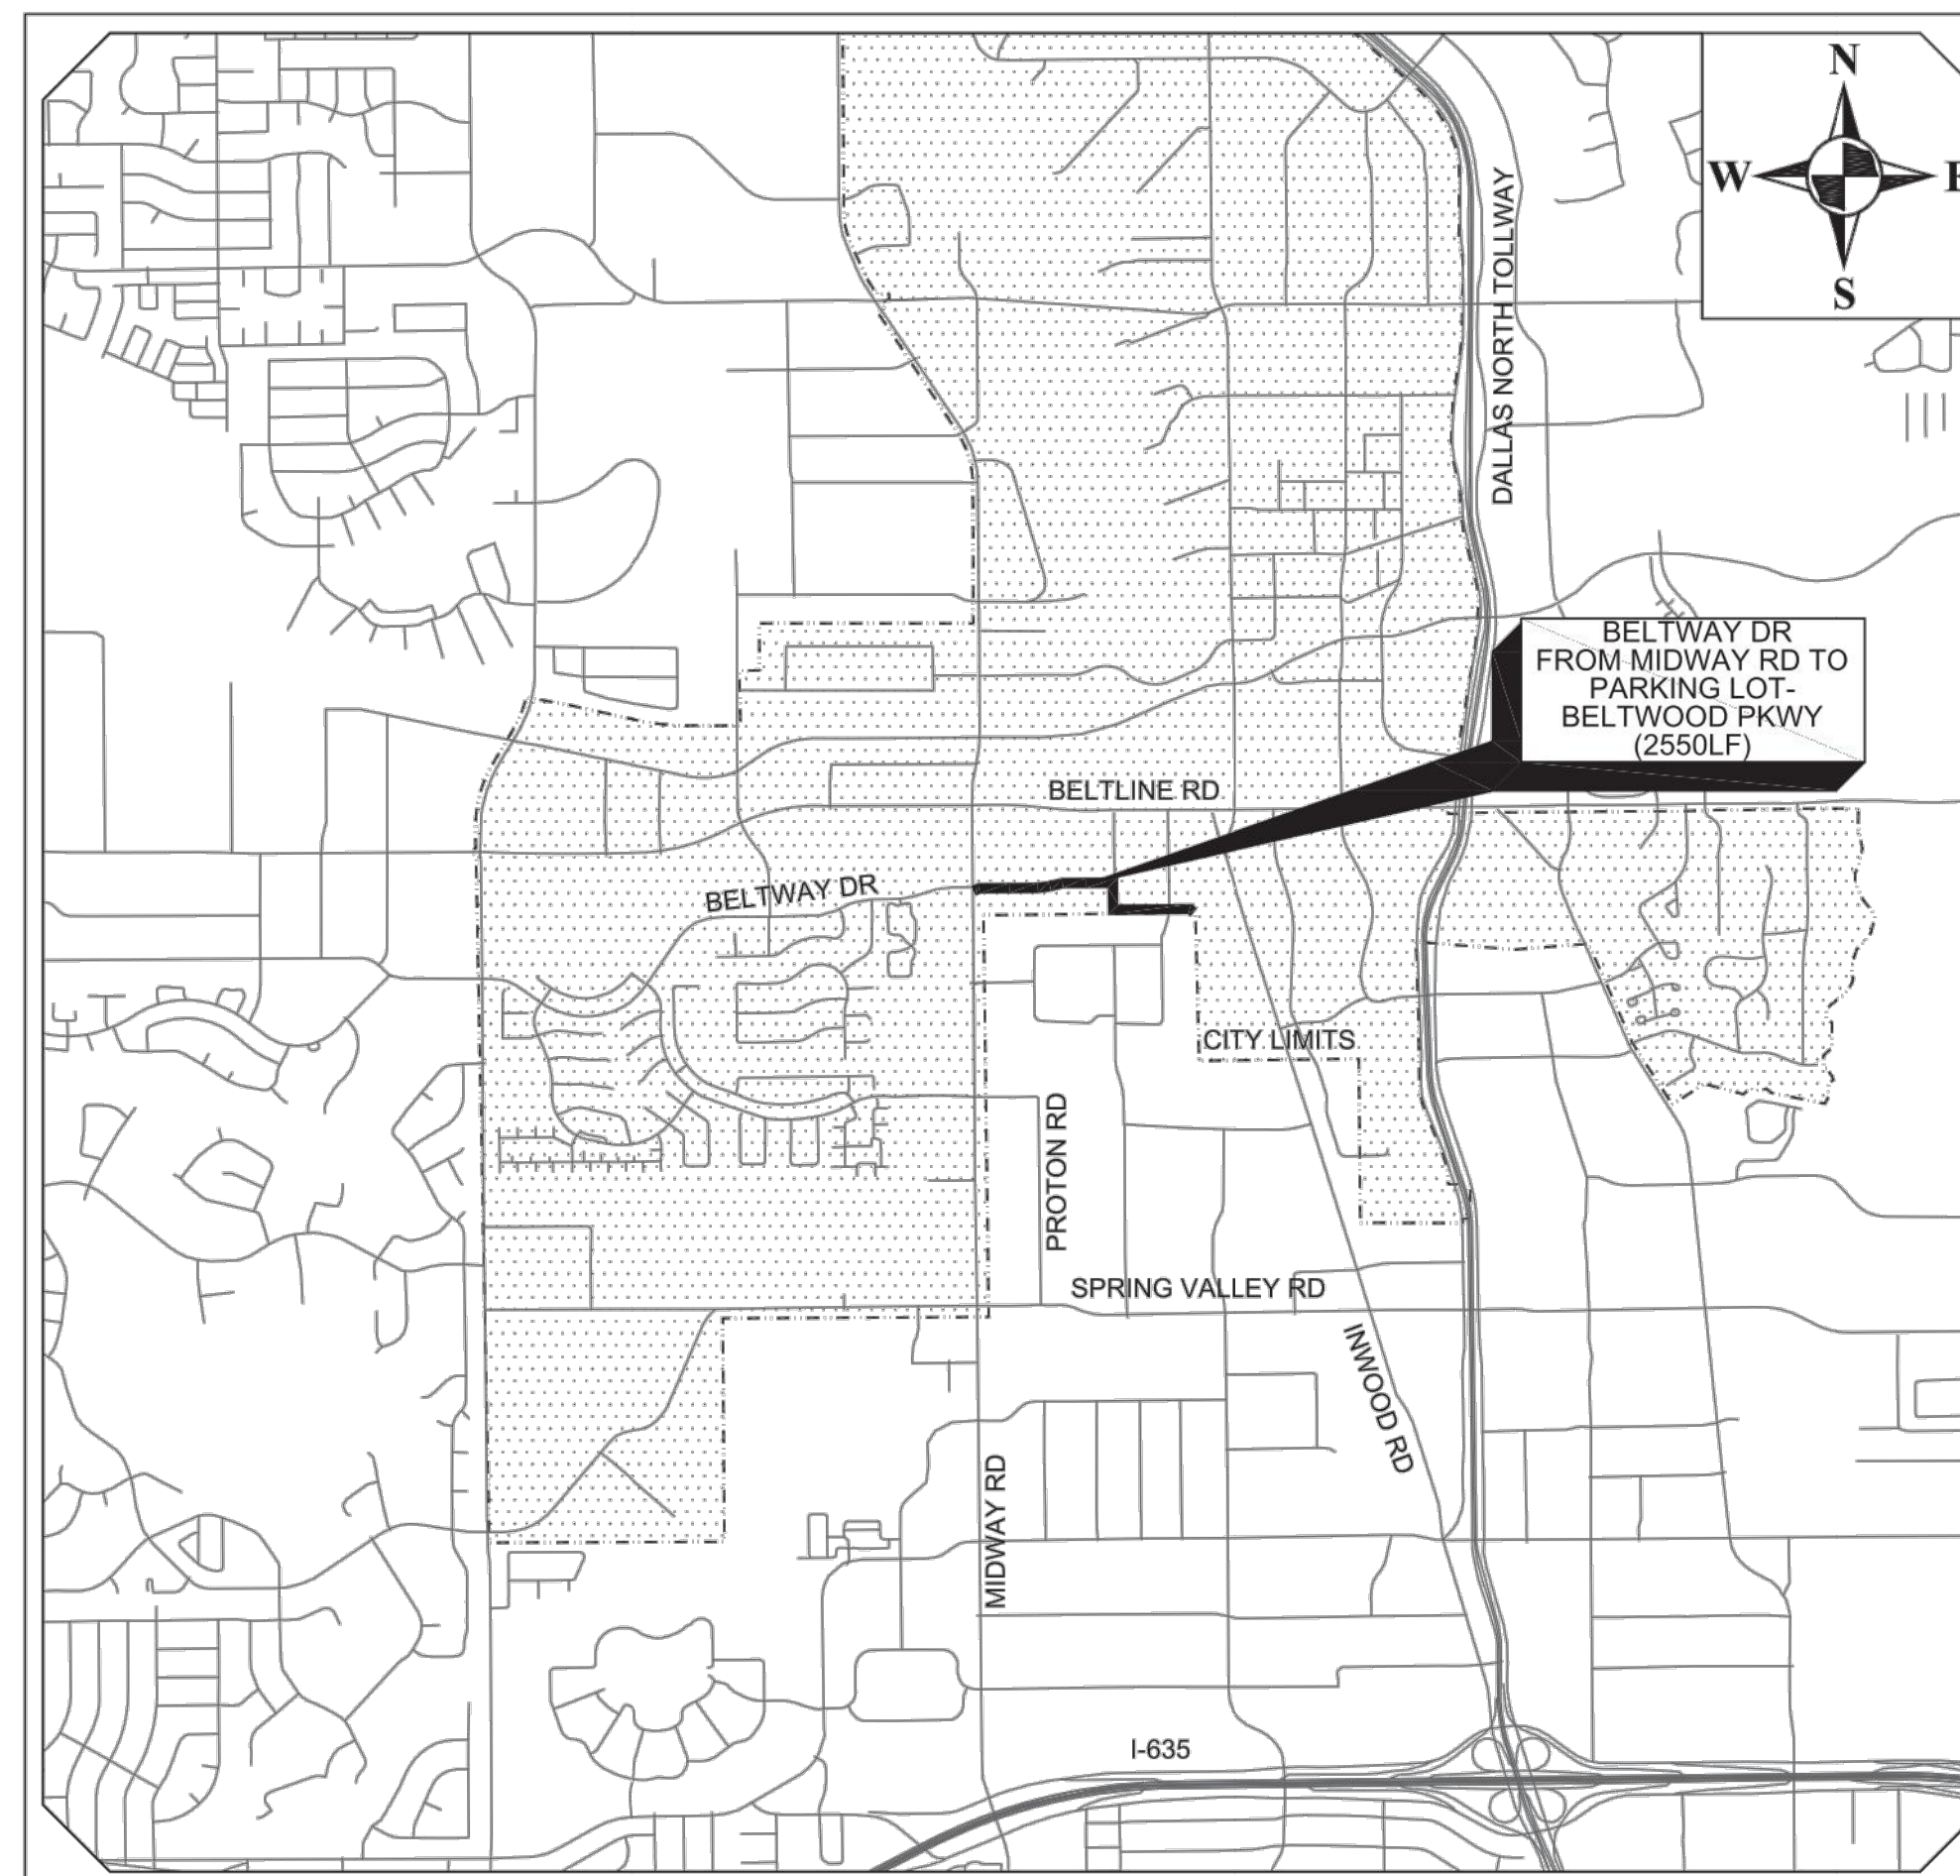 N
W
E
S
DALLAS NORTH TOLLWAY
BELTWAY DR
FROM MIDWAY RD TO
PARKING LOT-
BELTWOOD PKWY
(2550LF)
BELTLINE RD
BELTWAY DR
CITY LIMITS
PROTON RD
SPRING VALLEY RD
INWOOD RD
MIDWAY RD
I-635